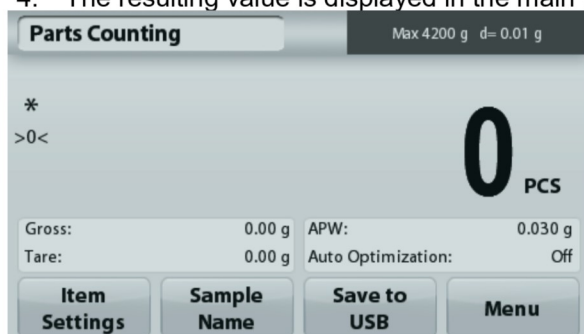 4. The resulting value is displayed in the main
Parts Counting Max 4200 g d= 0.01 g
*
>0<
0 PCS
Gross: 0.00 g APW: 0.030 g
Tare: 0.00 g Auto Optimization: Off
Item Settings Sample Name Save to USB Menu